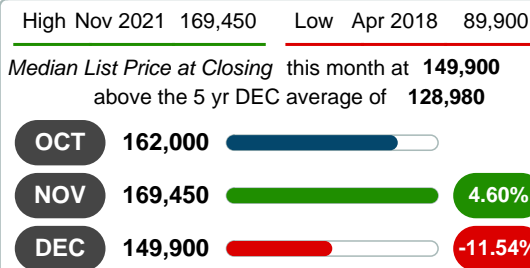 High Nov 2021 169,450 Low Apr 2018 89,900
Median List Price at Closing this month at 149,900
above the 5 yr DEC average of 128,980
OCT 162,000
NOV 169,450 4.60%
DEC 149,900 -11.54%